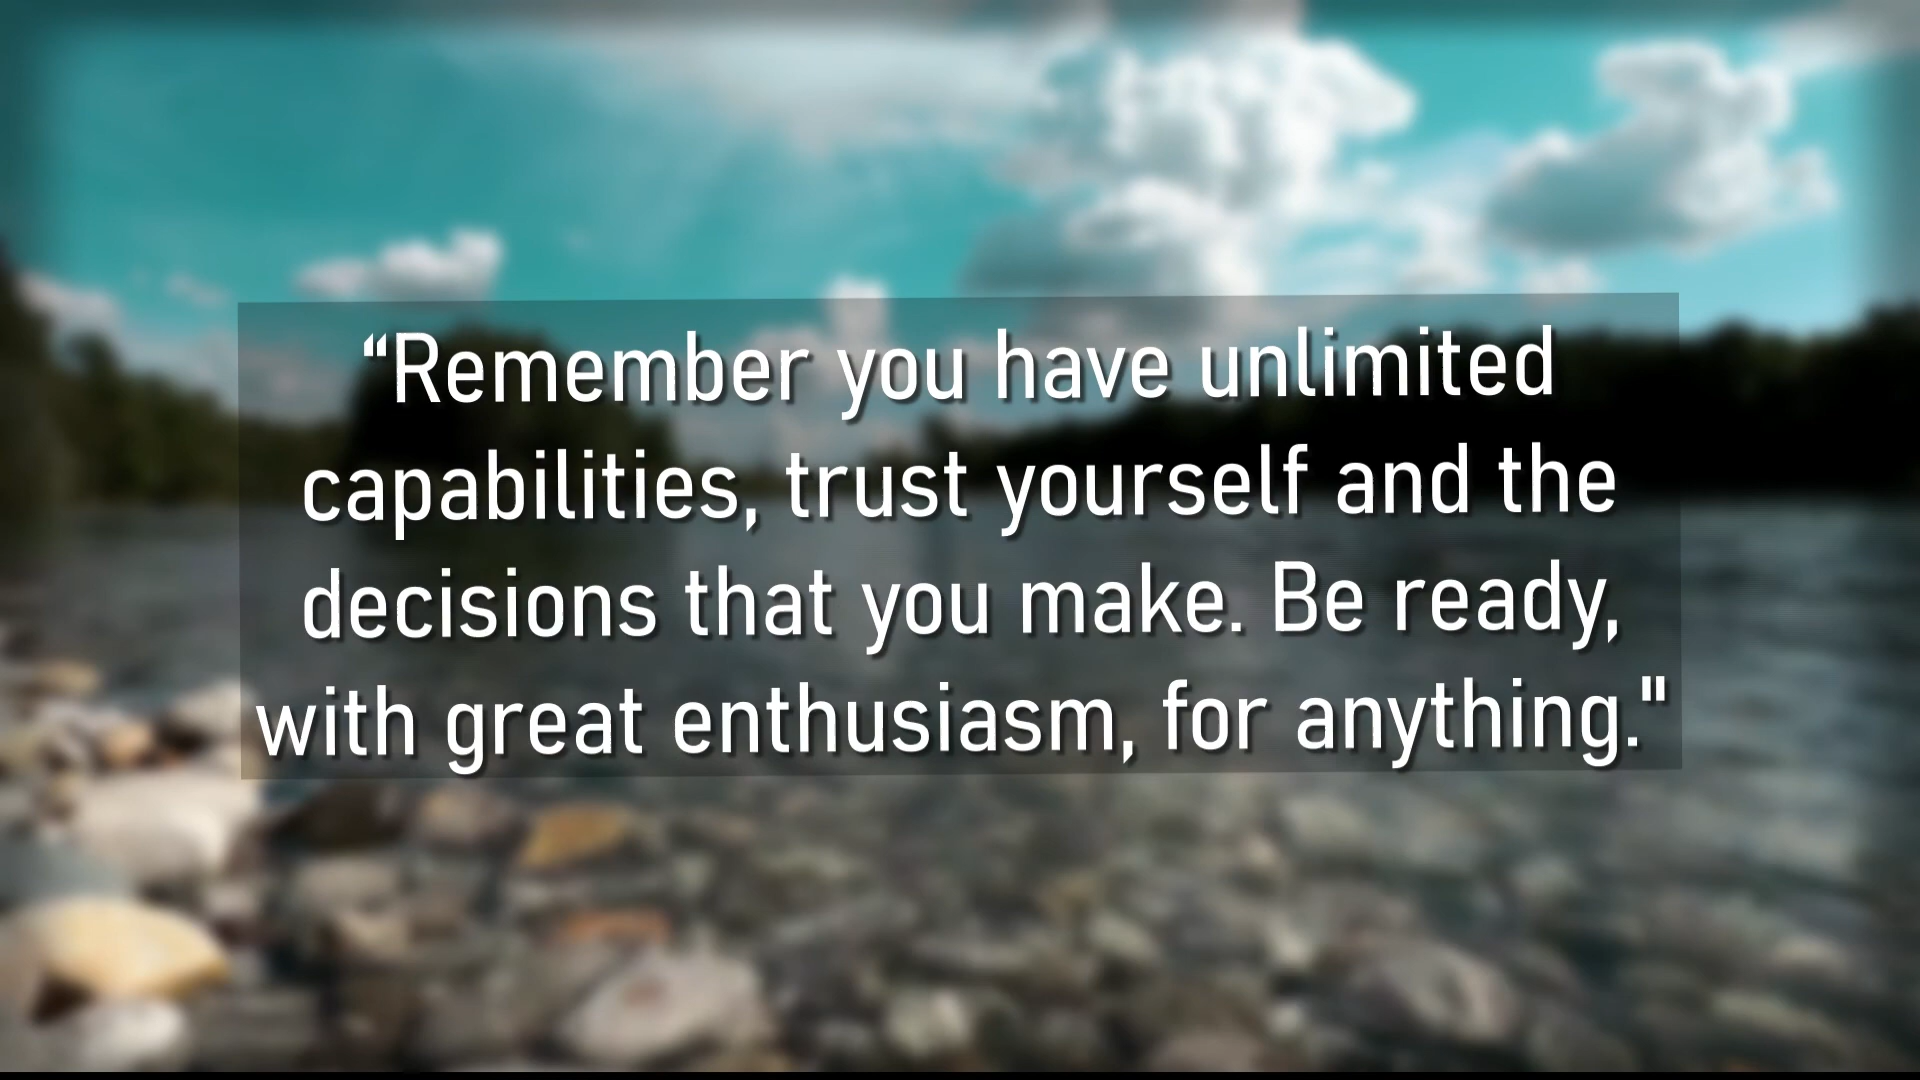 “Remember you have unlimited
capabilities, trust yourself and the
decisions that you make. Be ready,
with great enthusiasm, for anything."